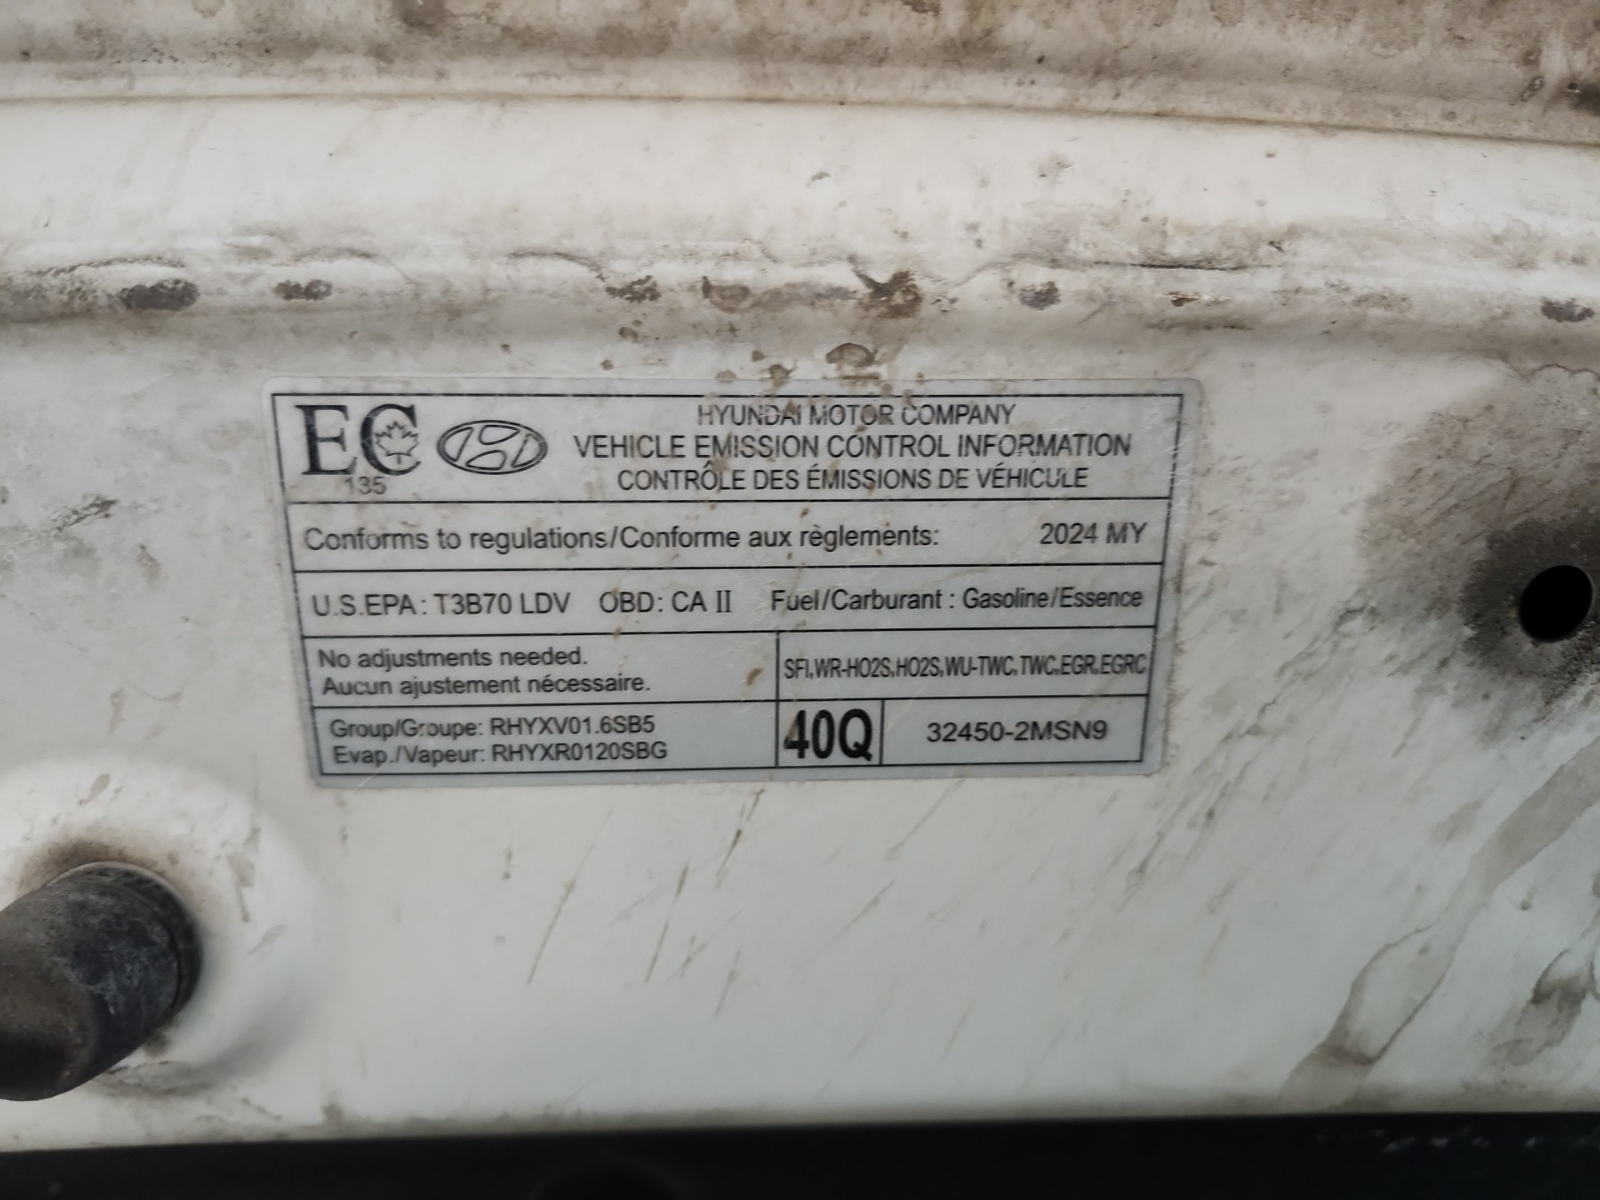 EC
135
HYUNDAI MOTOR COMPANY
VEHICLE EMISSION CONTROL INFORMATION
CONTRÔLE DES ÉMISSIONS DE VÉHICULE
Conforms to regulations/Conforme aux règlements: 2024 MY
U.S.EPA : T3B70 LDV OBD: CA II Fuel/Carburant : Gasoline/Essence
No adjustments needed.
Aucun ajustement nécessaire.
SFI,WR-HO2S,HO2S,WU-TWC,TWC,EGR,EGRC
Group/Groupe: RHYXV01.6SB5
Evap./Vapeur: RHYXR0120SBG
40Q
32450-2MSN9